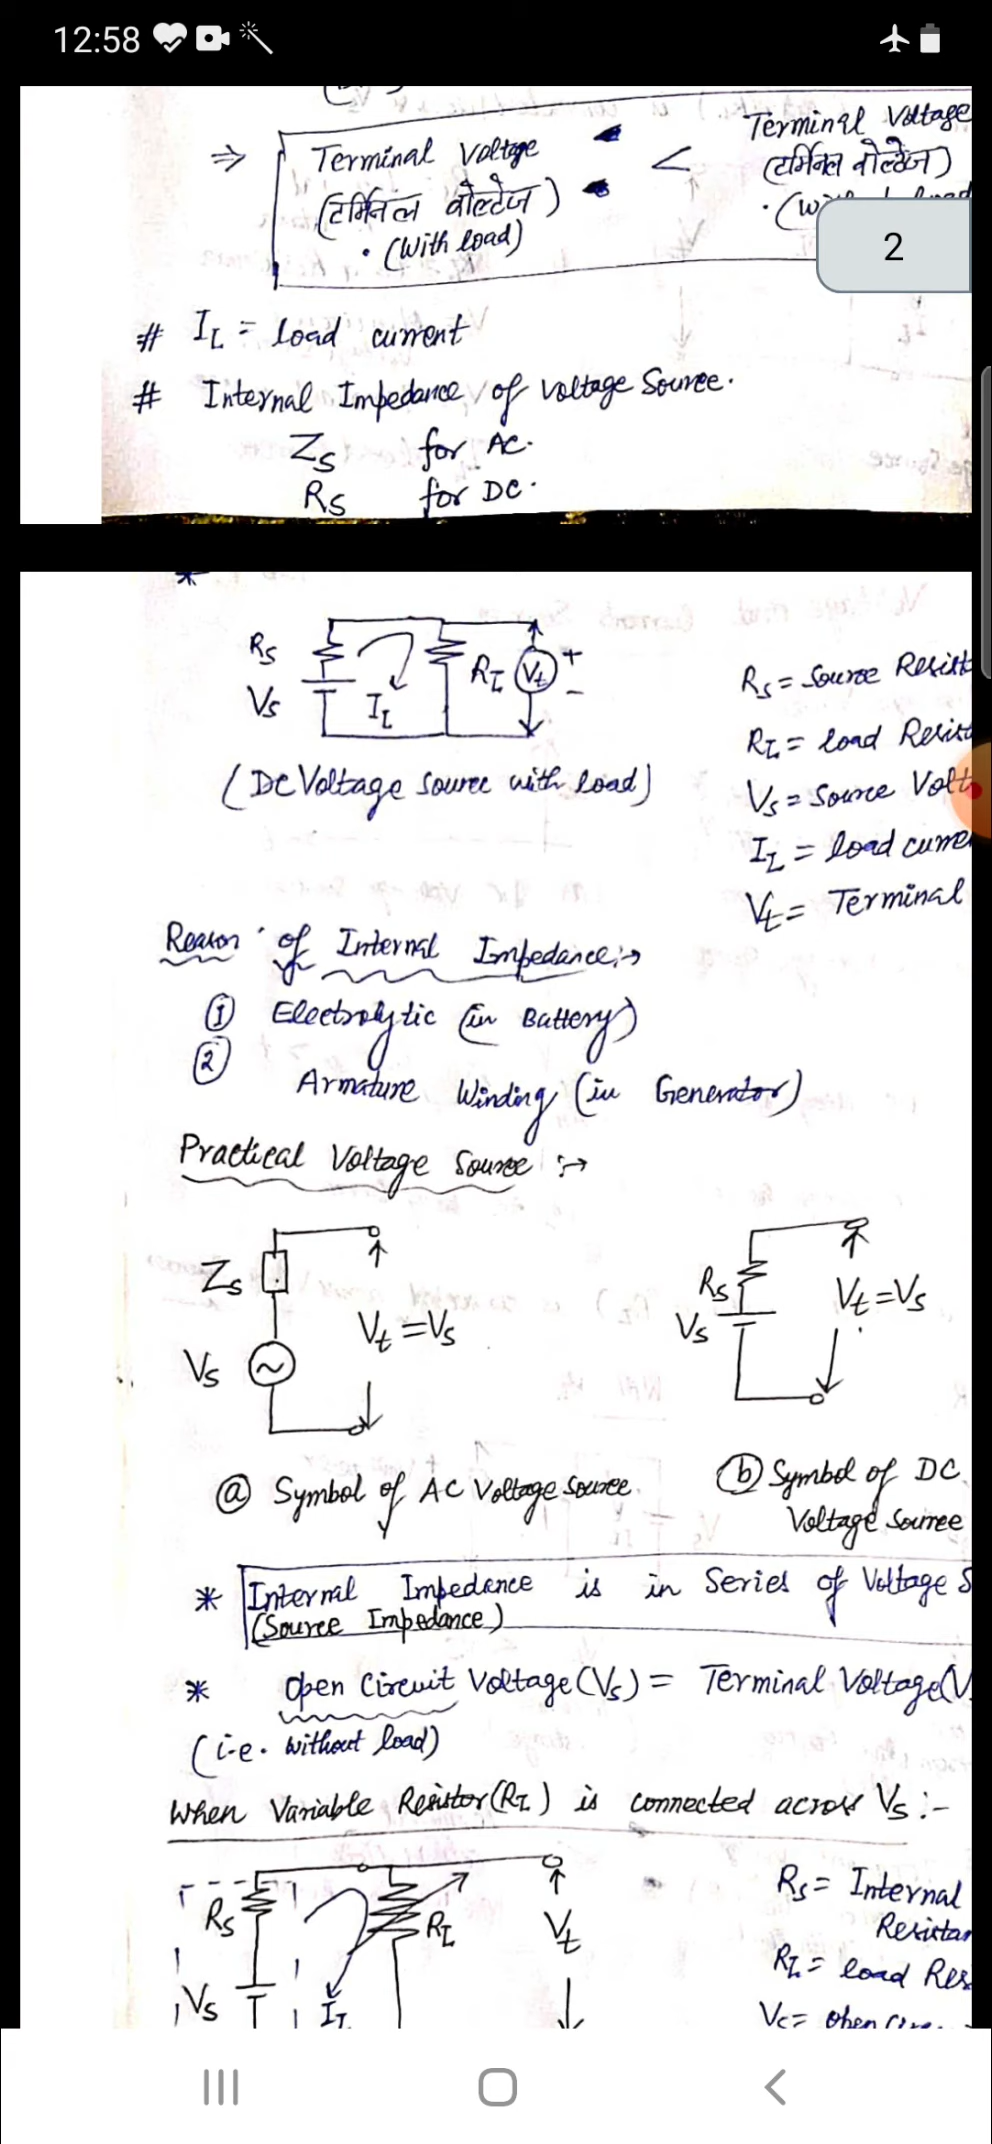 12:58
Terminal Voltage
Terminal Voltage
<
(टर्मिनल वोल्टेज)
(टर्मिनल वोल्टेज)
(With load)
2
# IL = load current
# Internal Impedance of voltage Source.
Zs for AC.
Rs for DC.
Rs
RL
Vt
+
-
Vs
IL
Rs = Source
RL = load
Vs = Source
IL = load
Vt = Terminal
(DC Voltage source with load)
Reason of Internal Impedance:→
① Electrolytic (in Battery)
② Armature Winding (in Generator)
Practical Voltage Source :→
Zs
Vt = Vs
Vs
Rs
Vt = Vs
Vs
ⓐ Symbol of AC Voltage Source
ⓑ Symbol of DC
Voltage Source
* Internal Impedance is in Series of Voltage
(Source Impedance)
* Open Circuit Voltage (Vs) = Terminal Voltage
(i.e. without load)
When Variable Resistor (RL) is connected across Vs :-
Rs
RL
Vt
Vs
IL
Rs = Internal
RL = load